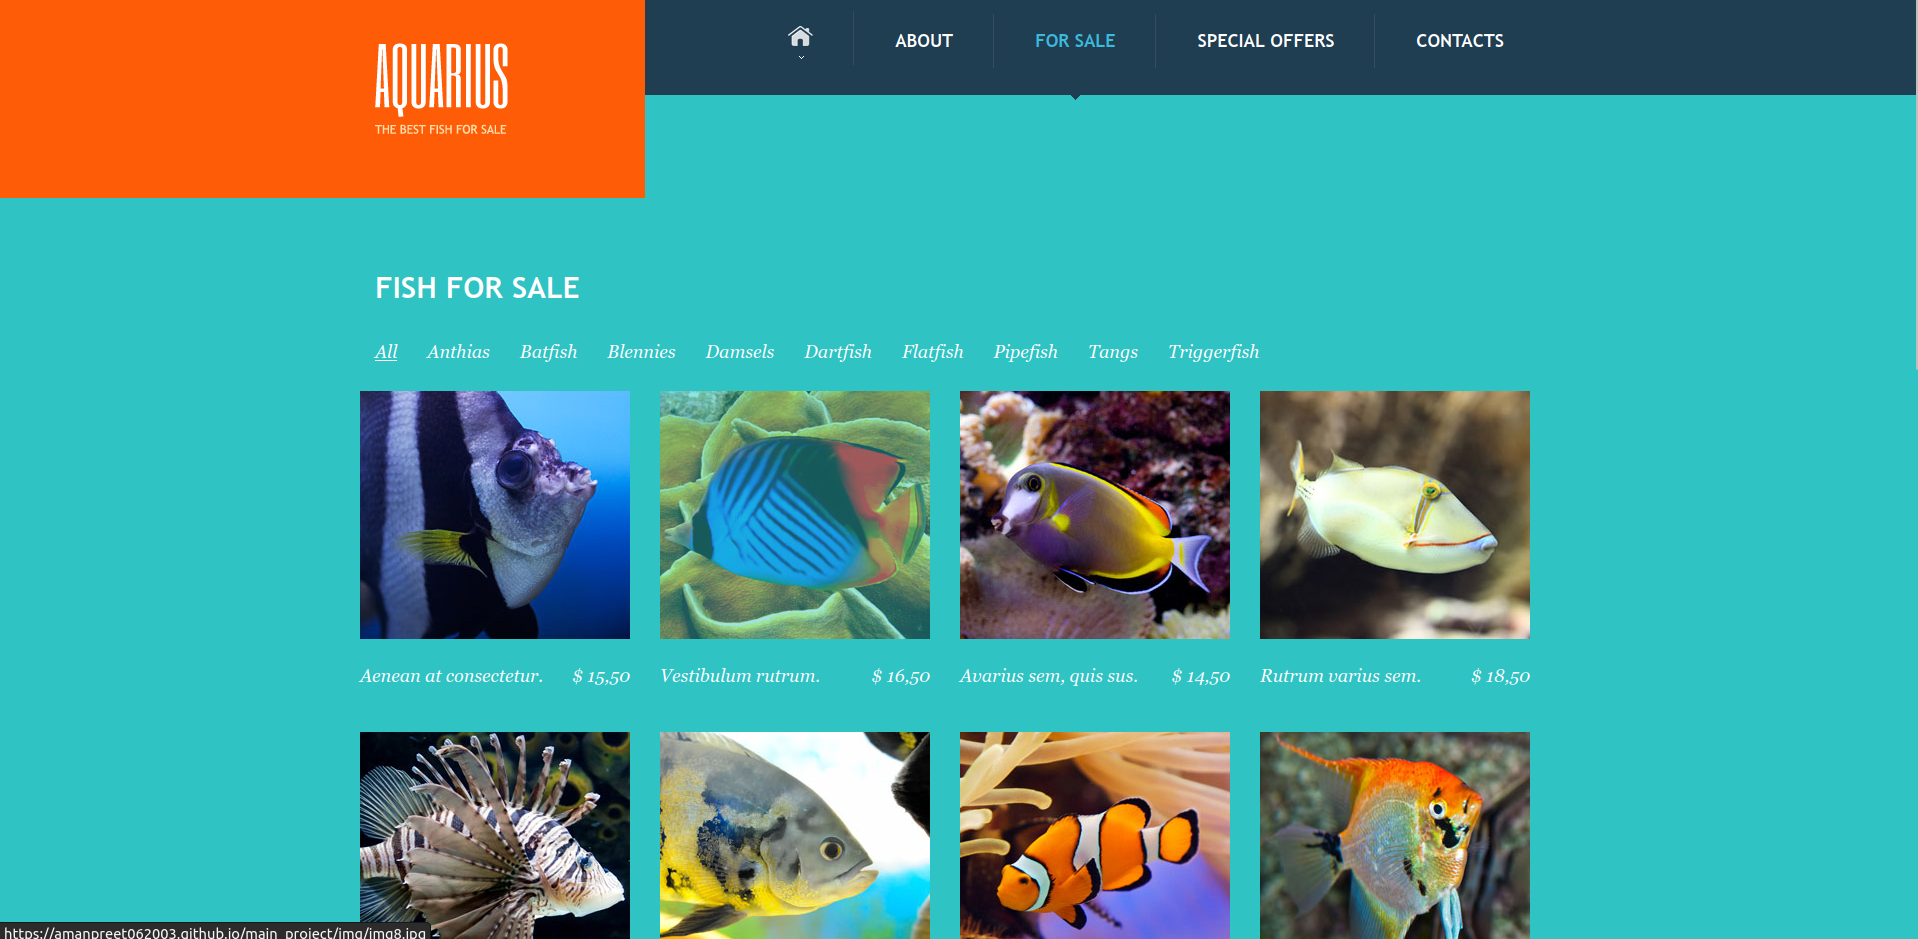 AQUARIUS
THE BEST FISH FOR SALE
ABOUT
FOR SALE
SPECIAL OFFERS
CONTACTS
FISH FOR SALE
All Anthias Batfish Blennies Damsels Dartfish Flatfish Pipefish Tangs Triggerfish
Aenean at consectetur. $ 15,50
Vestibulum rutrum. $ 16,50
Avarius sem, quis sus. $ 14,50
Rutrum varius sem. $ 18,50
https://amanpreet062003.github.io/main_project/img/img8.jpg